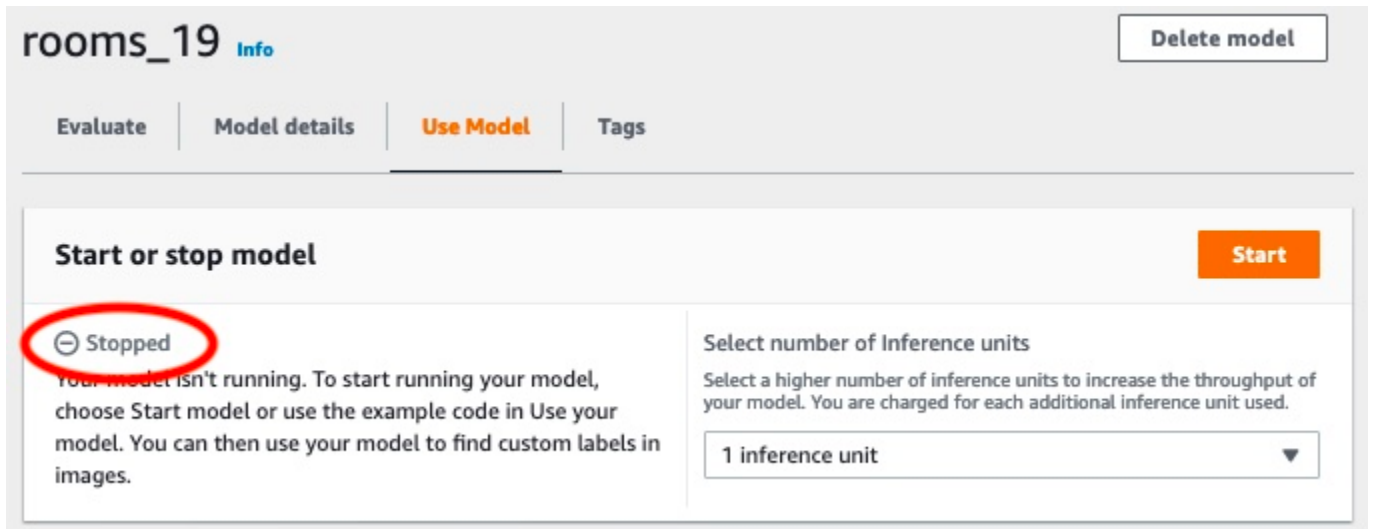 rooms_19 Info
Delete model
Evaluate
Model details
Use Model
Tags
Start or stop model
Start
Stopped
Your model isn't running. To start running your model,
choose Start model or use the example code in Use your
model. You can then use your model to find custom labels in
images.
Select number of Inference units
Select a higher number of inference units to increase the throughput of
your model. You are charged for each additional inference unit used.
1 inference unit